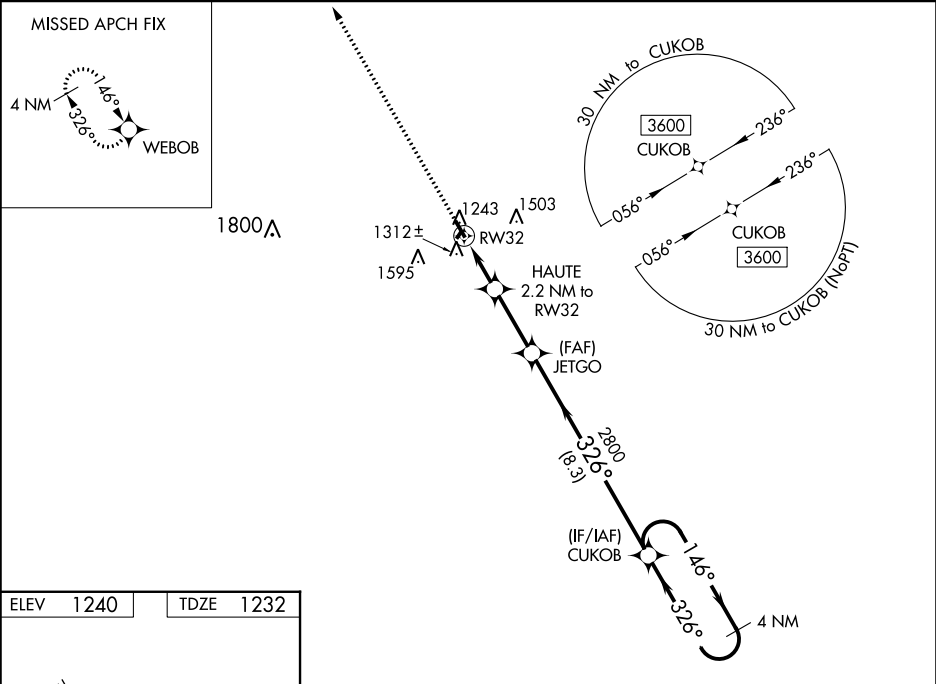 MISSED APCH FIX
4 NM
146°
326°
WEBOB
30 NM to CUKOB
3600
CUKOB
236°
056°
236°
056°
CUKOB
3600
30 NM to CUKOB (NoPT)
1800
1243
1503
1312 ±
RW32
1595
HAUTE
2.2 NM to
RW32
(FAF)
JETGO
2800
326°
(8.3)
(IF/IAF)
CUKOB
146°
326°
4 NM
ELEV 1240
TDZE 1232